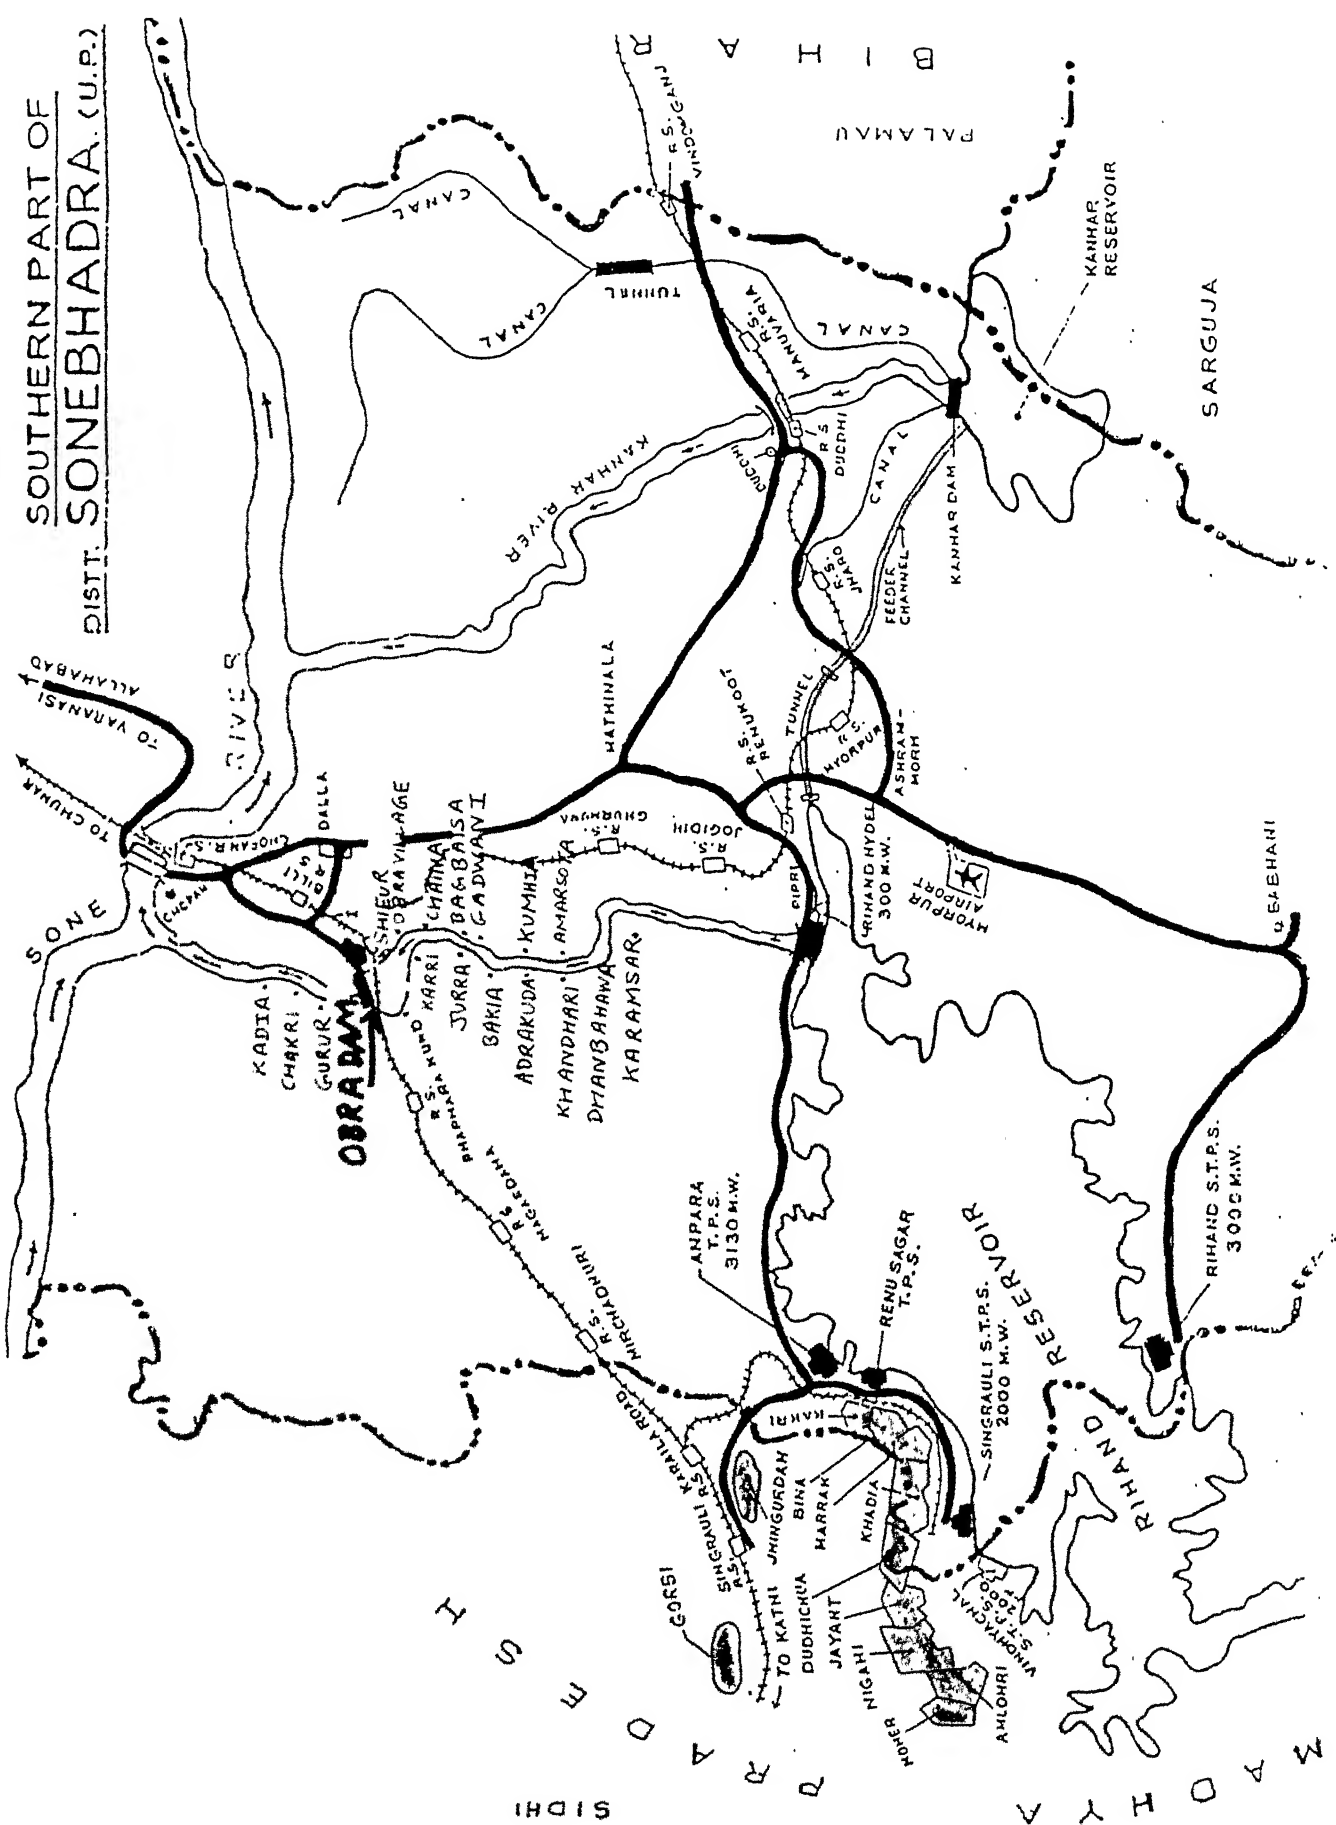 SOUTHERN PART OF
DISTT. SONEBHADRA. (U.P.)
TO VARANASI
ALLAHABAD
TO CHUNAR
SONE
RIVER
CHOPAN R.S.
CHOPAN
BILLI
R S
DALLA
OBRA VILLAGE
BAGBAISA
GADWANI
KUMHIA
AMARSOTA
KADIA
CHAKRI
GURUR
OBRA DAM
KARRI
JURRA
BAKIA
ADRAKUDA
KHANDHARI
DHANBAHAWA
KARAMSAR
R.S.
PHAPHARA KUND
R.S.
MAGARDAHA
R.S.
MIRCHADHURI
KARAILA ROAD
R.S.
SINGRAULI
R.S.
GORSI
TO KATNI
JHINGURDAH
BINA
MARRAK
KAKRI
KHADIA
DUDHICHUA
JAYANT
NIGAHI
MOHER
AMLOHRI
VINDHYACHAL
S.T.P.S.
SINGRAULI S.T.P.S.
2000 M.W.
RENU SAGAR
T.P.S.
ANPARA
T.P.S.
3130 M.W.
RIHAND RESERVOIR
RIHAND S.T.P.S.
3000 M.W.
BABHANI
MYORPUR
AIRPORT
RIHAND HYDEL
300 M.W.
PIPRI
R.S.
RENUKOOT
TUNNEL
R.S.
MYORPUR
ASHRAM-
MORH
R.S.
JOGIDIH
R.S.
GHURMUVA
HATHINALA
KANHAR RIVER
R.S.
JHARO
FEEDER
CHANNEL
KANHAR DAM
CANAL
DUDDHI
R S
DUDDHI
R.S.
MANUVARIA
CANAL
TUNNEL
CANAL
CANAL
R.S.
VINDOMGANJ
KANHAR
RESERVOIR
BIHAR
PALAMAU
SARGUJA
MADHYA PRADESH
SIDHI